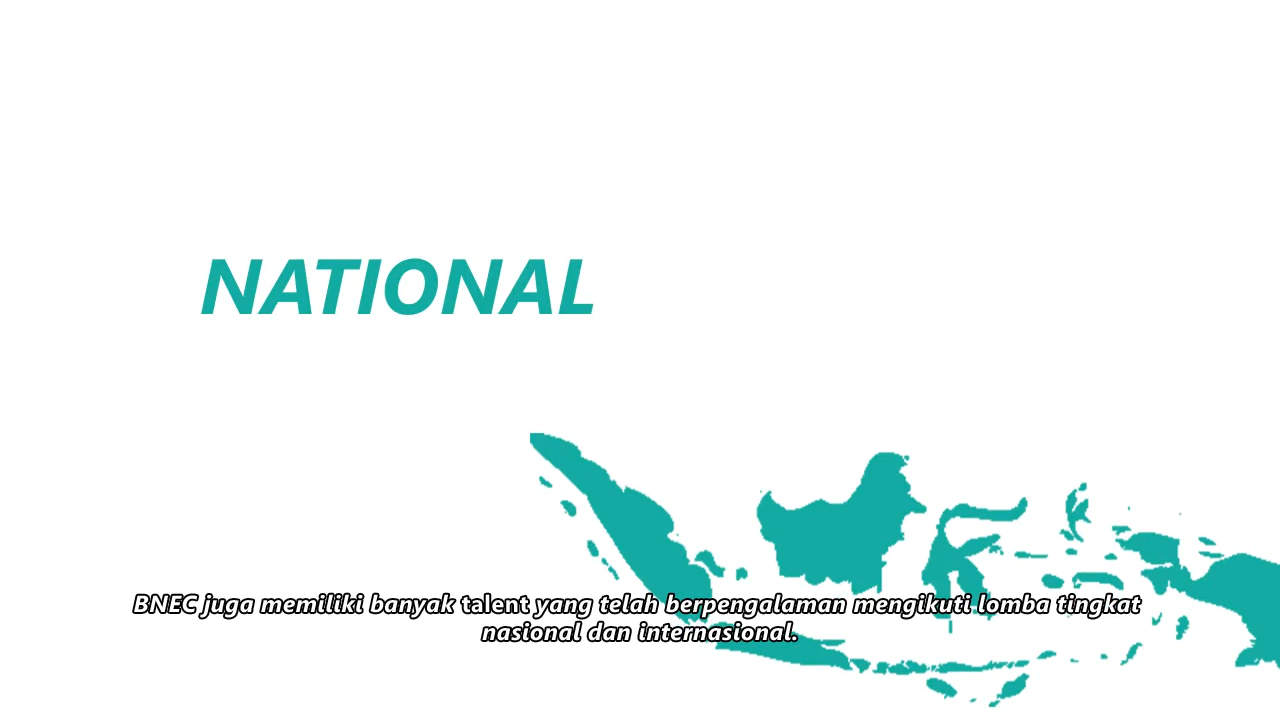 NATIONAL
BNEC juga memiliki banyak talent yang telah berpengalaman mengikuti lomba tingkat
nasional dan internasional.